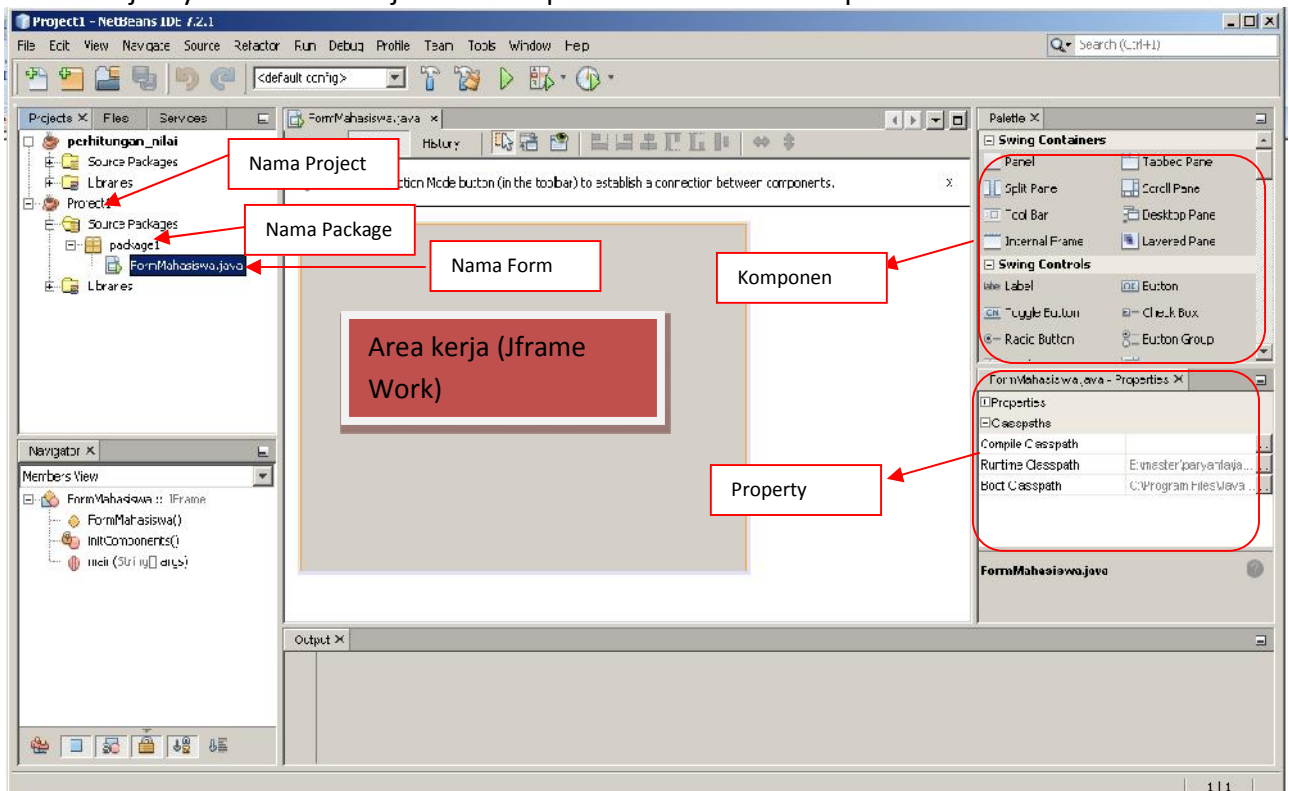 Project1 - NetBeans IDE 7.2.1
File Edit View Navigate Source Refactor Run Debug Profile Team Tools Window Help
Search (Ctrl+I)
<default config>
Projects Files Services
FormMahasiswa.java
Palette
perhitungan_nilai
Source Packages
Libraries
Project1
Source Packages
package1
FormMahasiswa.java
Libraries
Nama Project
Nama Package
Nama Form
History
Mode button (in the toolbar) to establish a connection between components.
Area kerja (Jframe
Work)
Komponen
Property
Swing Containers
Panel Tabbed Pane
Split Pane Scroll Pane
Tool Bar Desktop Pane
Internal Frame Layered Pane
Swing Controls
Label Button
Toggle Button Check Box
Radio Button Button Group
FormMahasiswa.java - Properties
Properties
Classpaths
Compile Classpath
Runtime Classpath
Boot Classpath C:\Program Files\Java
FormMahasiswa.java
Navigator
Members View
FormMahasiswa :: JFrame
FormMahasiswa()
initComponents()
main(String[] args)
Output
1|1